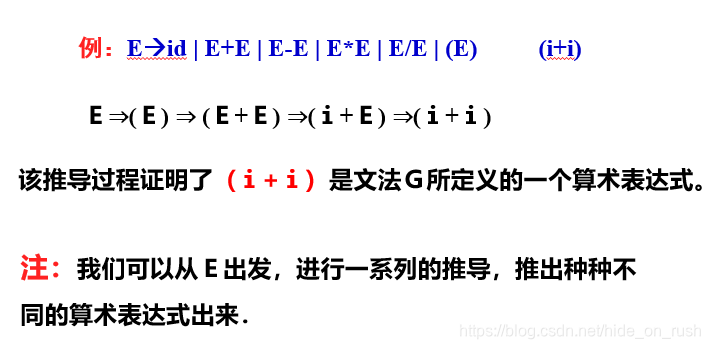 例：E→id | E+E | E-E | E*E | E/E | (E) (i+i)
E ⇒( E ) ⇒ ( E + E ) ⇒( i + E ) ⇒( i + i )
该推导过程证明了（i + i）是文法G所定义的一个算术表达式。
注：我们可以从 E 出发，进行一系列的推导，推出种种不
同的算术表达式出来．
https://blog.csdn.net/hide_on_rush